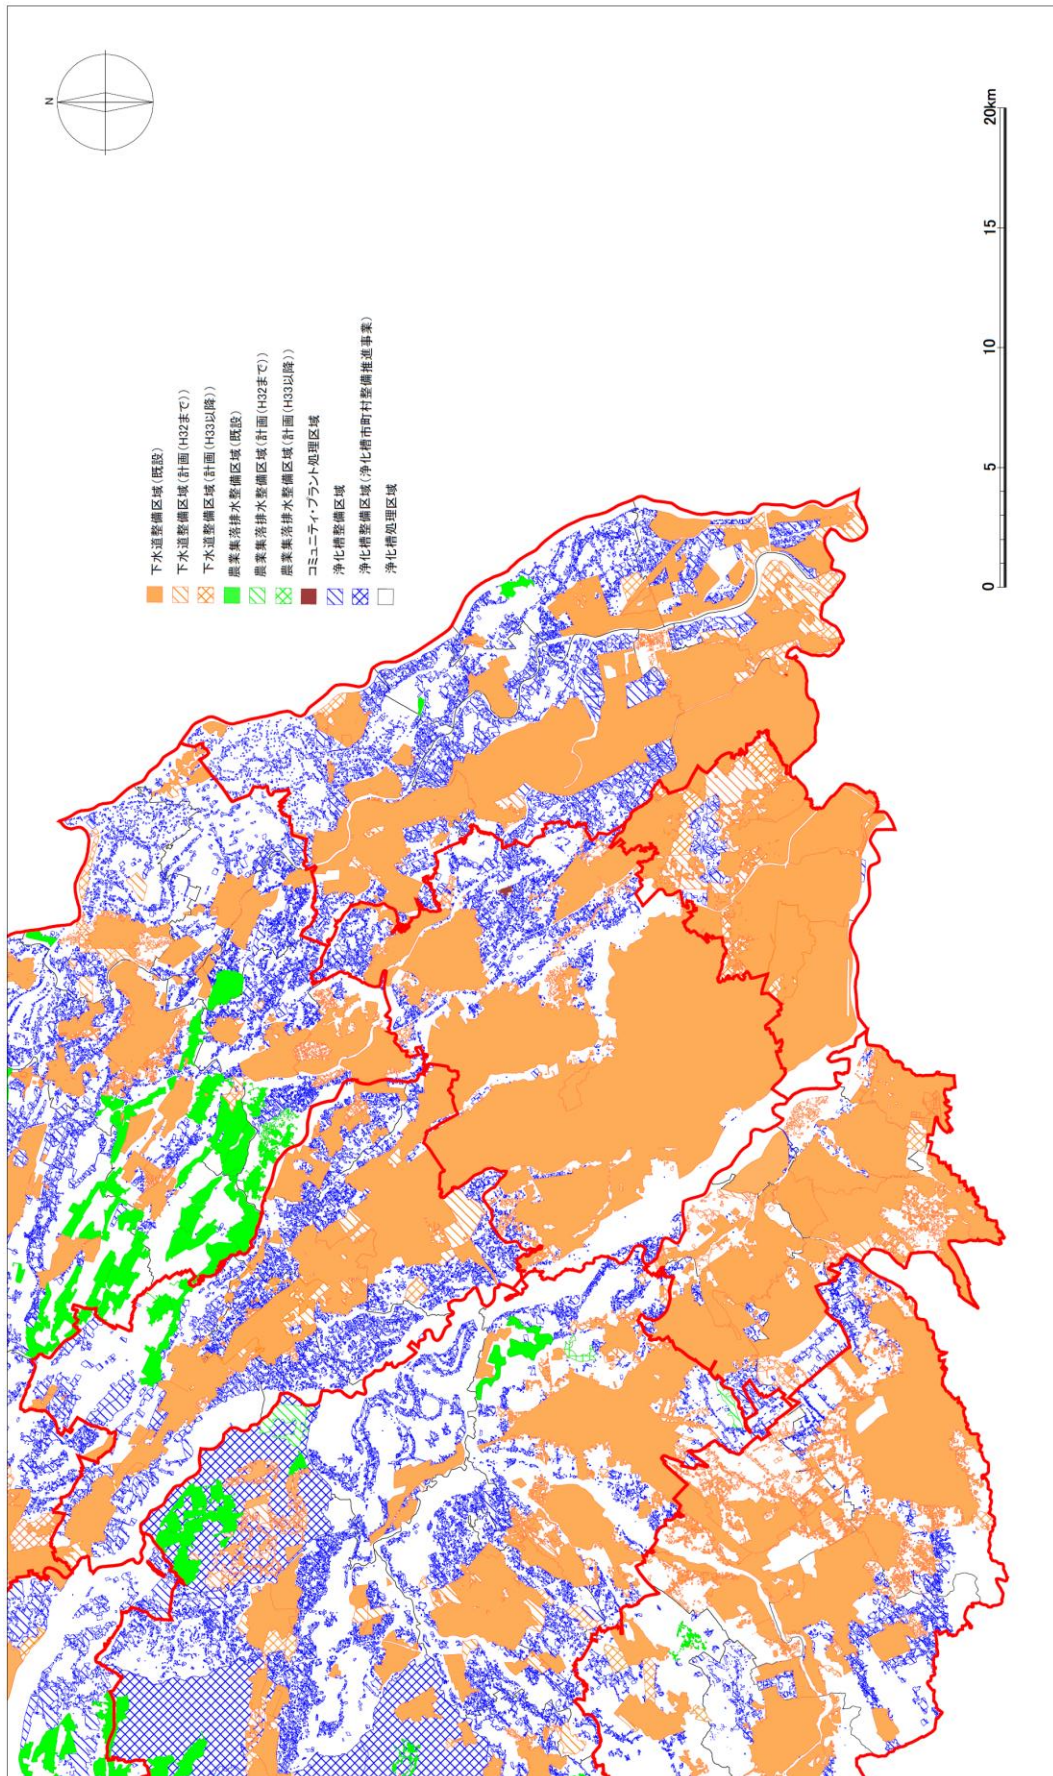 N
下水道整備区域(既設)
下水道整備区域(計画(H32まで))
下水道整備区域(計画(H33以降))
農業集落排水整備区域(既設)
農業集落排水整備区域(計画(H32まで))
農業集落排水整備区域(計画(H33以降))
コミュニティ・プラント処理区域
浄化槽整備区域
浄化槽整備区域(浄化槽市町村整備推進事業)
浄化槽処理区域
0 5 10 15 20km